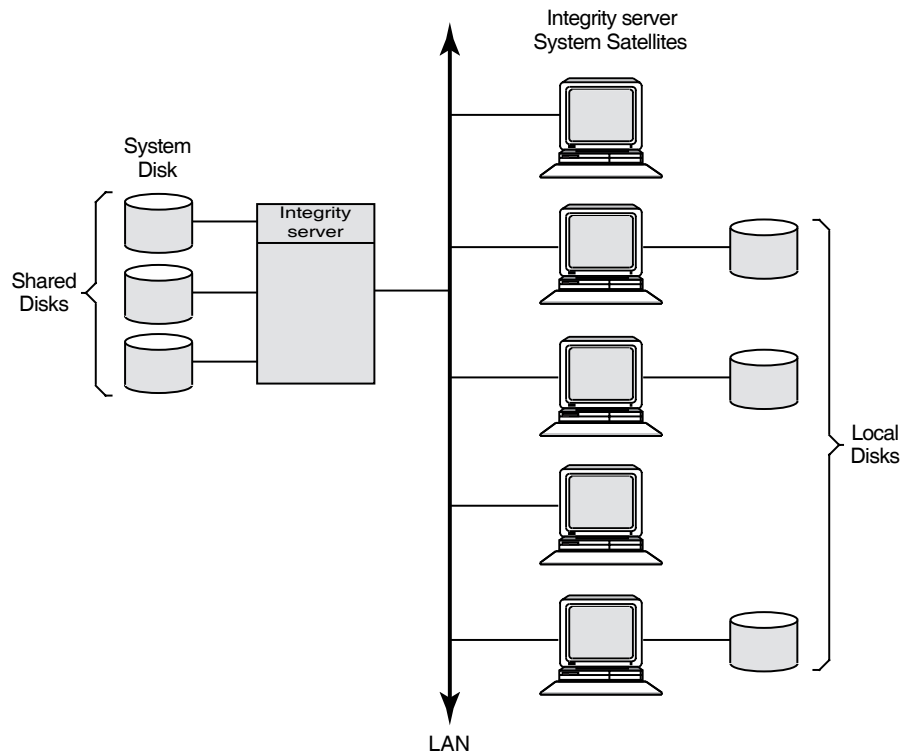 Integrity server
System Satellites
System
Disk
Integrity
server
Shared
Disks
Local
Disks
LAN